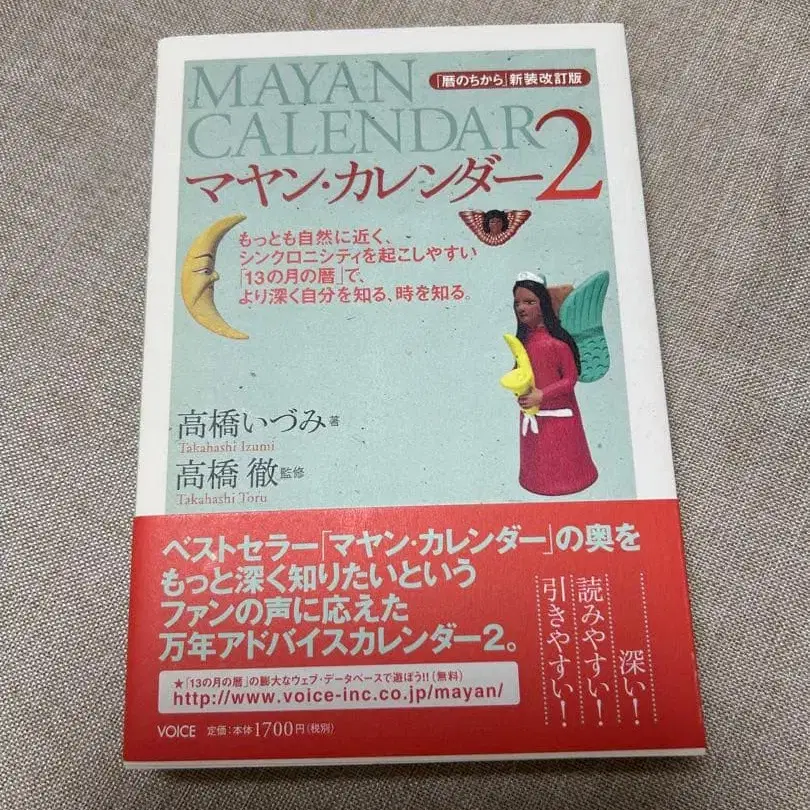 MAYAN
CALENDAR
「暦のちから」新装改訂版
マヤン・カレンダー2
もっとも自然に近く、
シンクロニシティを起こしやすい
「13の月の暦」で、
より深く自分を知る、時を知る。
高橋いづみ 著
Takahashi Izumi
高橋 徹 監修
Takahashi Toru
ベストセラー「マヤン・カレンダー」の奥を
もっと深く知りたいという
ファンの声に応えた
万年アドバイスカレンダー2。
深い!
読みやすい!
引きやすい!
★「13の月の暦」の膨大なウェブ・データベースで遊ぼう!!(無料)
http://www.voice-inc.co.jp/mayan/
VOICE 定価:本体1700円(税別)